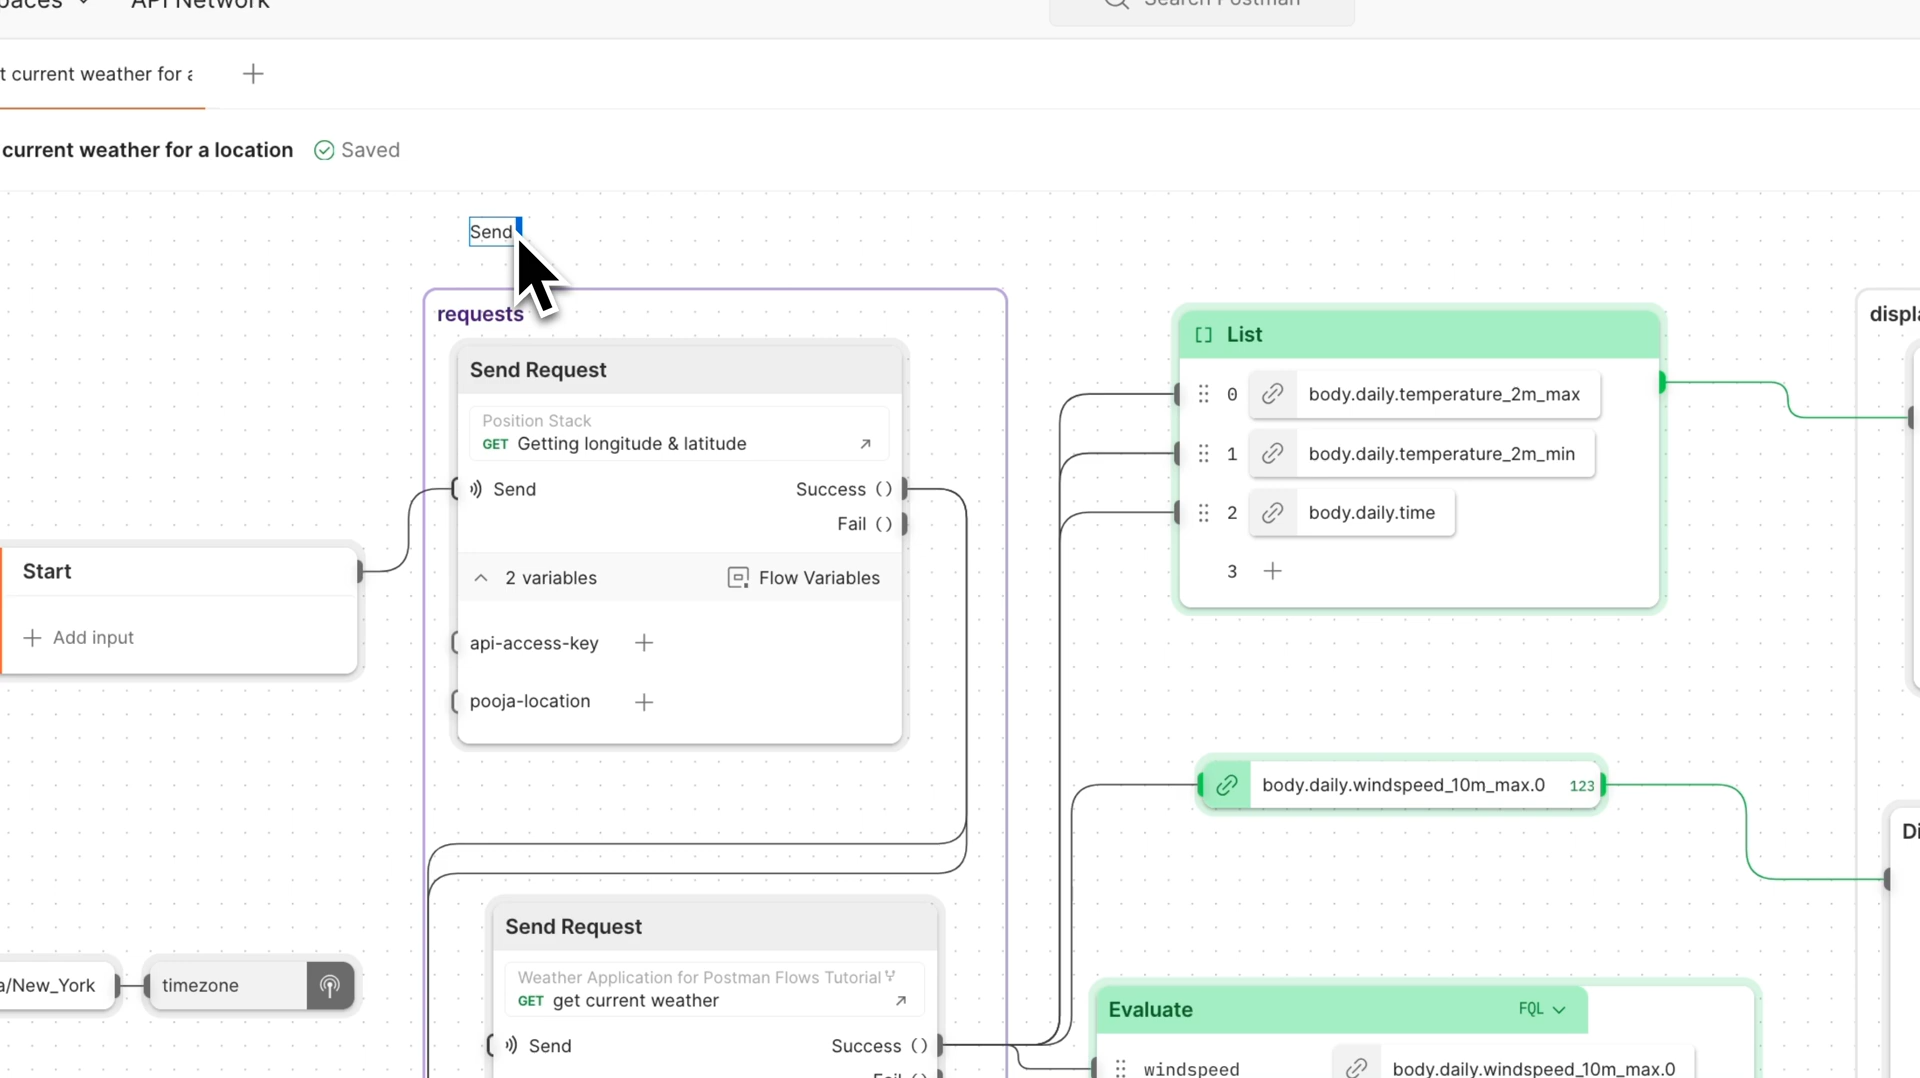 API Network
Search Postman
t current weather for
current weather for a location
Saved
Send
requests
Send Request
Position Stack
GET Getting longitude & latitude
Send
Success ()
Fail ()
2 variables
Flow Variables
api-access-key
pooja-location
Start
Add input
List
0 body.daily.temperature_2m_max
1 body.daily.temperature_2m_min
2 body.daily.time
3
body.daily.windspeed_10m_max.0 123
/New_York
timezone
Send Request
Weather Application for Postman Flows Tutorial
GET get current weather
Send
Success ()
Evaluate
FQL
windspeed
body.daily.windspeed_10m_max.0